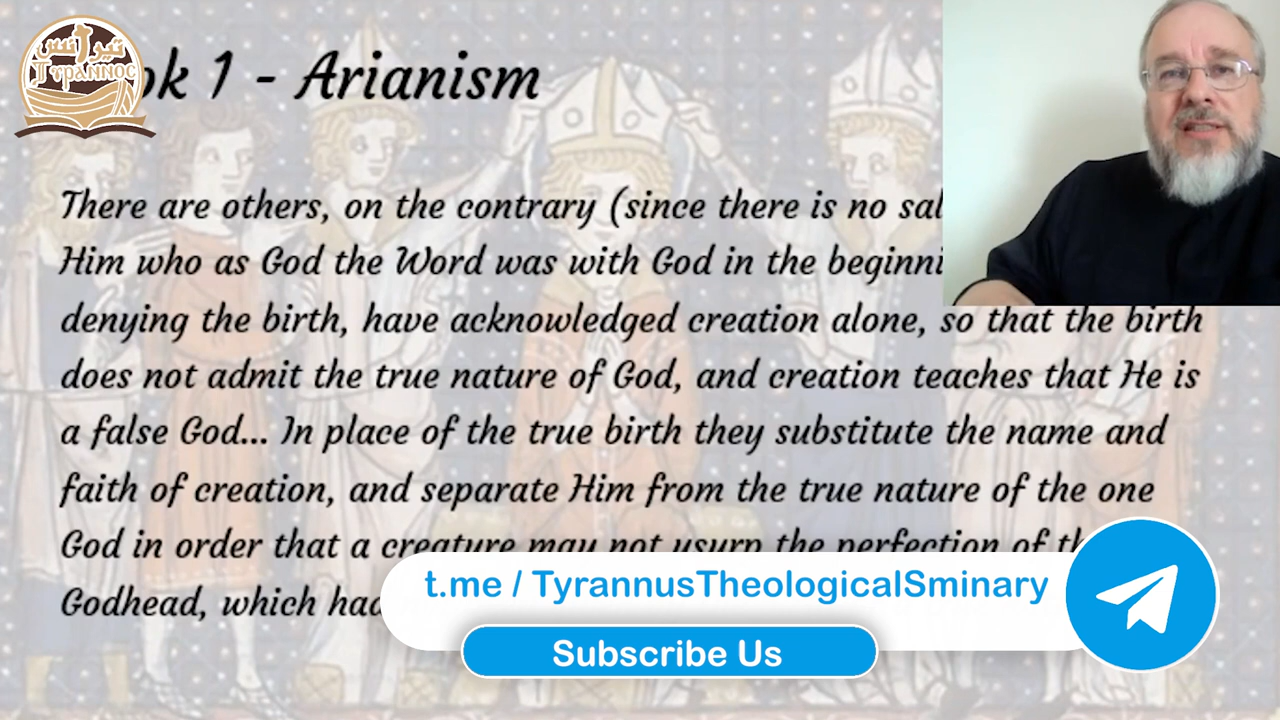 تيرانس
Τυραννος
ok 1 - Arianism
There are others, on the contrary (since there is no sal
Him who as God the Word was with God in the beginni
denying the birth, have acknowledged creation alone, so that the birth
does not admit the true nature of God, and creation teaches that He is
a false God... In place of the true birth they substitute the name and
faith of creation, and separate Him from the true nature of the one
God in order that a creature may not usurp the perfection of th
Godhead, which had
t.me / TyrannusTheologicalSminary
Subscribe Us